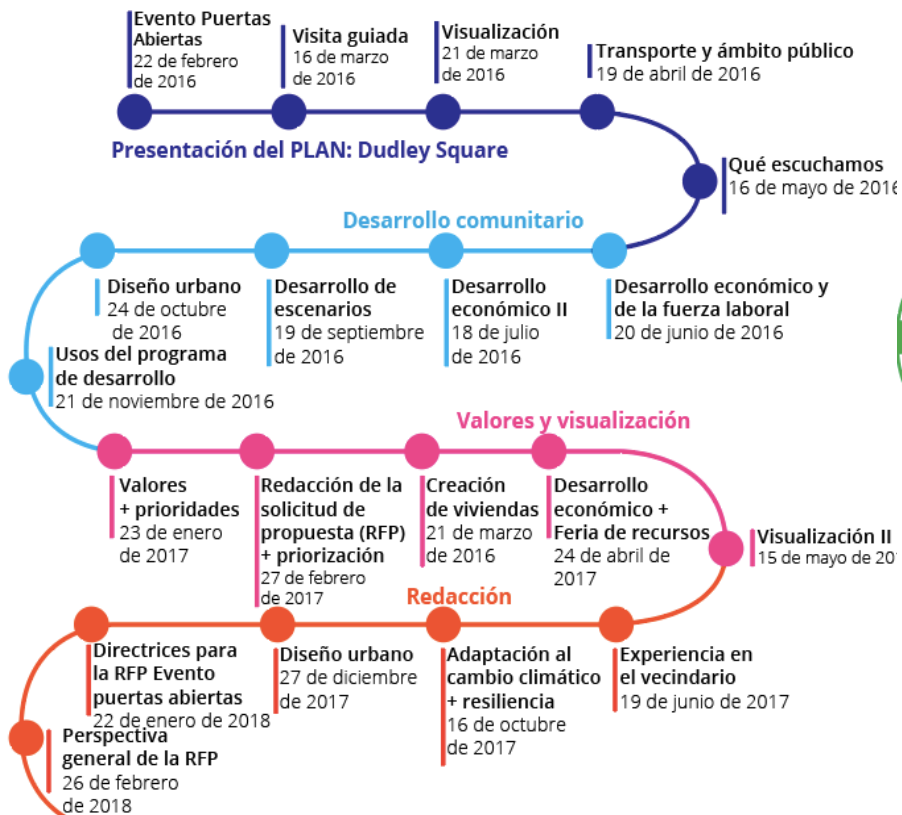 Evento Puertas
Abiertas
22 de febrero
de 2016
Visita guiada
16 de marzo
de 2016
Visualización
21 de marzo
de 2016
Transporte y ámbito público
19 de abril de 2016
Presentación del PLAN: Dudley Square
Qué escuchamos
16 de mayo de 2016
Desarrollo comunitario
Desarrollo económico y
de la fuerza laboral
20 de junio de 2016
Desarrollo
económico II
18 de julio
de 2016
Desarrollo de
escenarios
19 de septiembre
de 2016
Diseño urbano
24 de octubre
de 2016
Usos del programa
de desarrollo
21 de noviembre de 2016
Valores y visualización
Valores
+ prioridades
23 de enero
de 2017
Redacción de la
solicitud de
propuesta (RFP)
+ priorización
27 de febrero
de 2017
Creación
de viviendas
21 de marzo
de 2016
Desarrollo
económico +
Feria de recursos
24 de abril de
2017
Visualización II
15 de mayo de
Redacción
Experiencia en
el vecindario
19 de junio de 2017
Adaptación al
cambio climático
+ resiliencia
16 de octubre
de 2017
Diseño urbano
27 de diciembre
de 2017
Directrices para
la RFP Evento
puertas abiertas
22 de enero de 2018
Perspectiva
general de la RFP
26 de febrero
de 2018